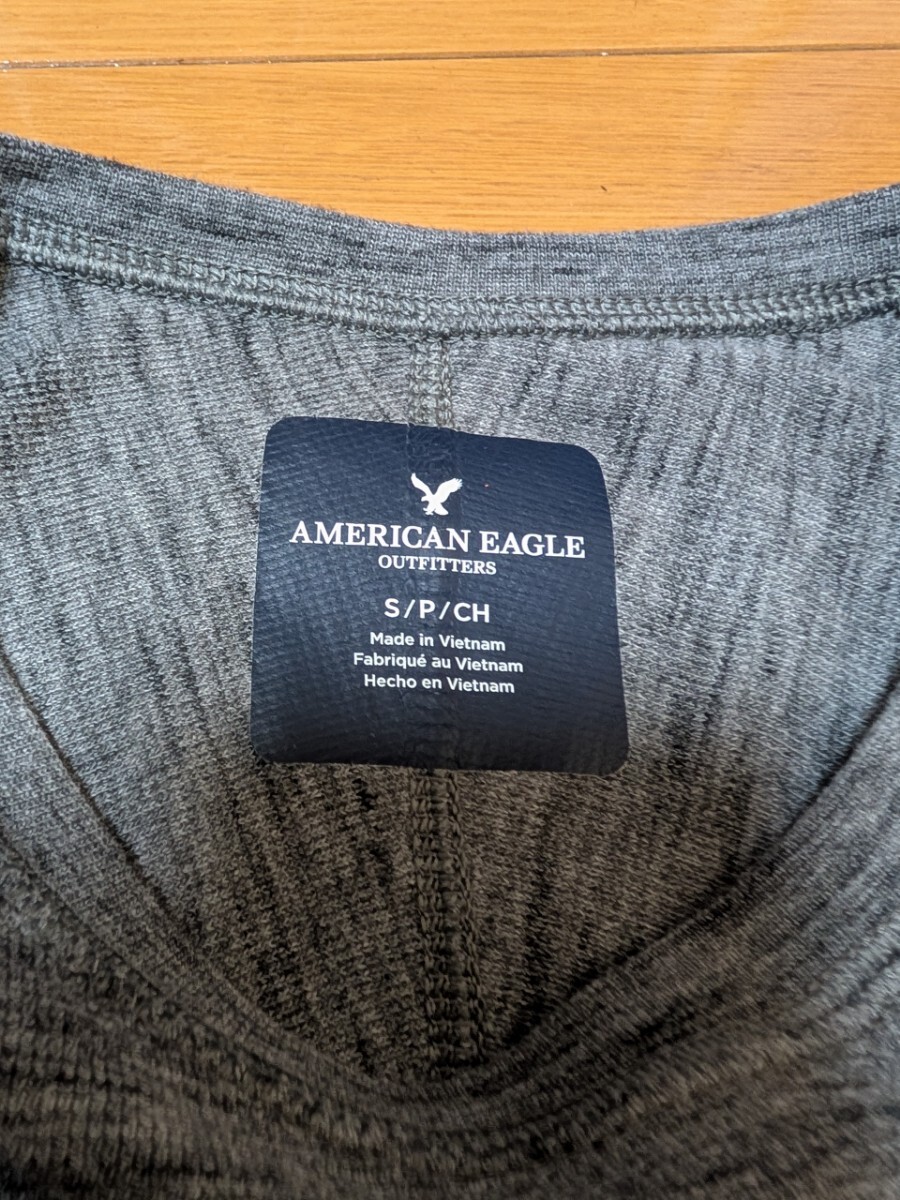 AMERICAN EAGLE
OUTFITTERS
S/P/CH
Made in Vietnam
Fabriqué au Vietnam
Hecho en Vietnam